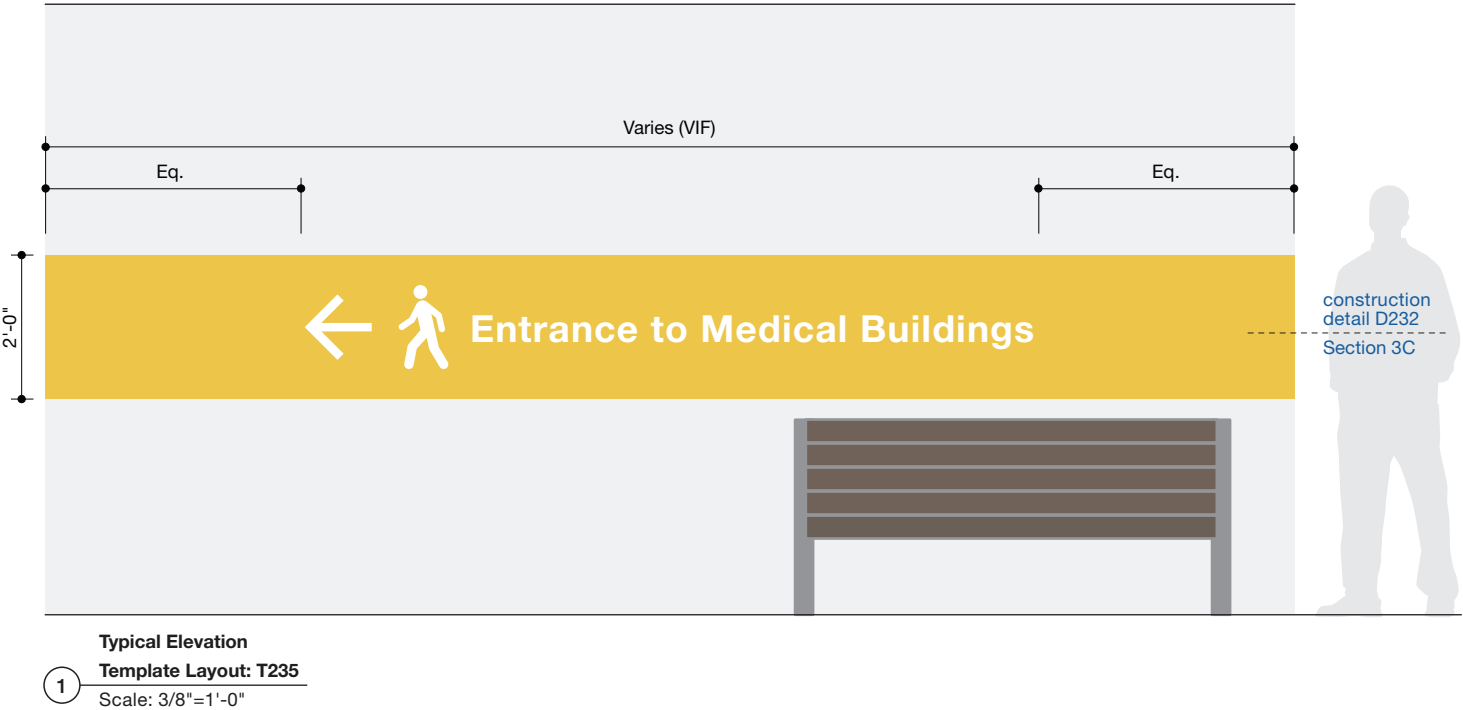 Varies (VIF)
Eq.
Eq.
2'-0"
Entrance to Medical Buildings
construction
detail D232
Section 3C
Typical Elevation
Template Layout: T235
1
Scale: 3/8"=1'-0"